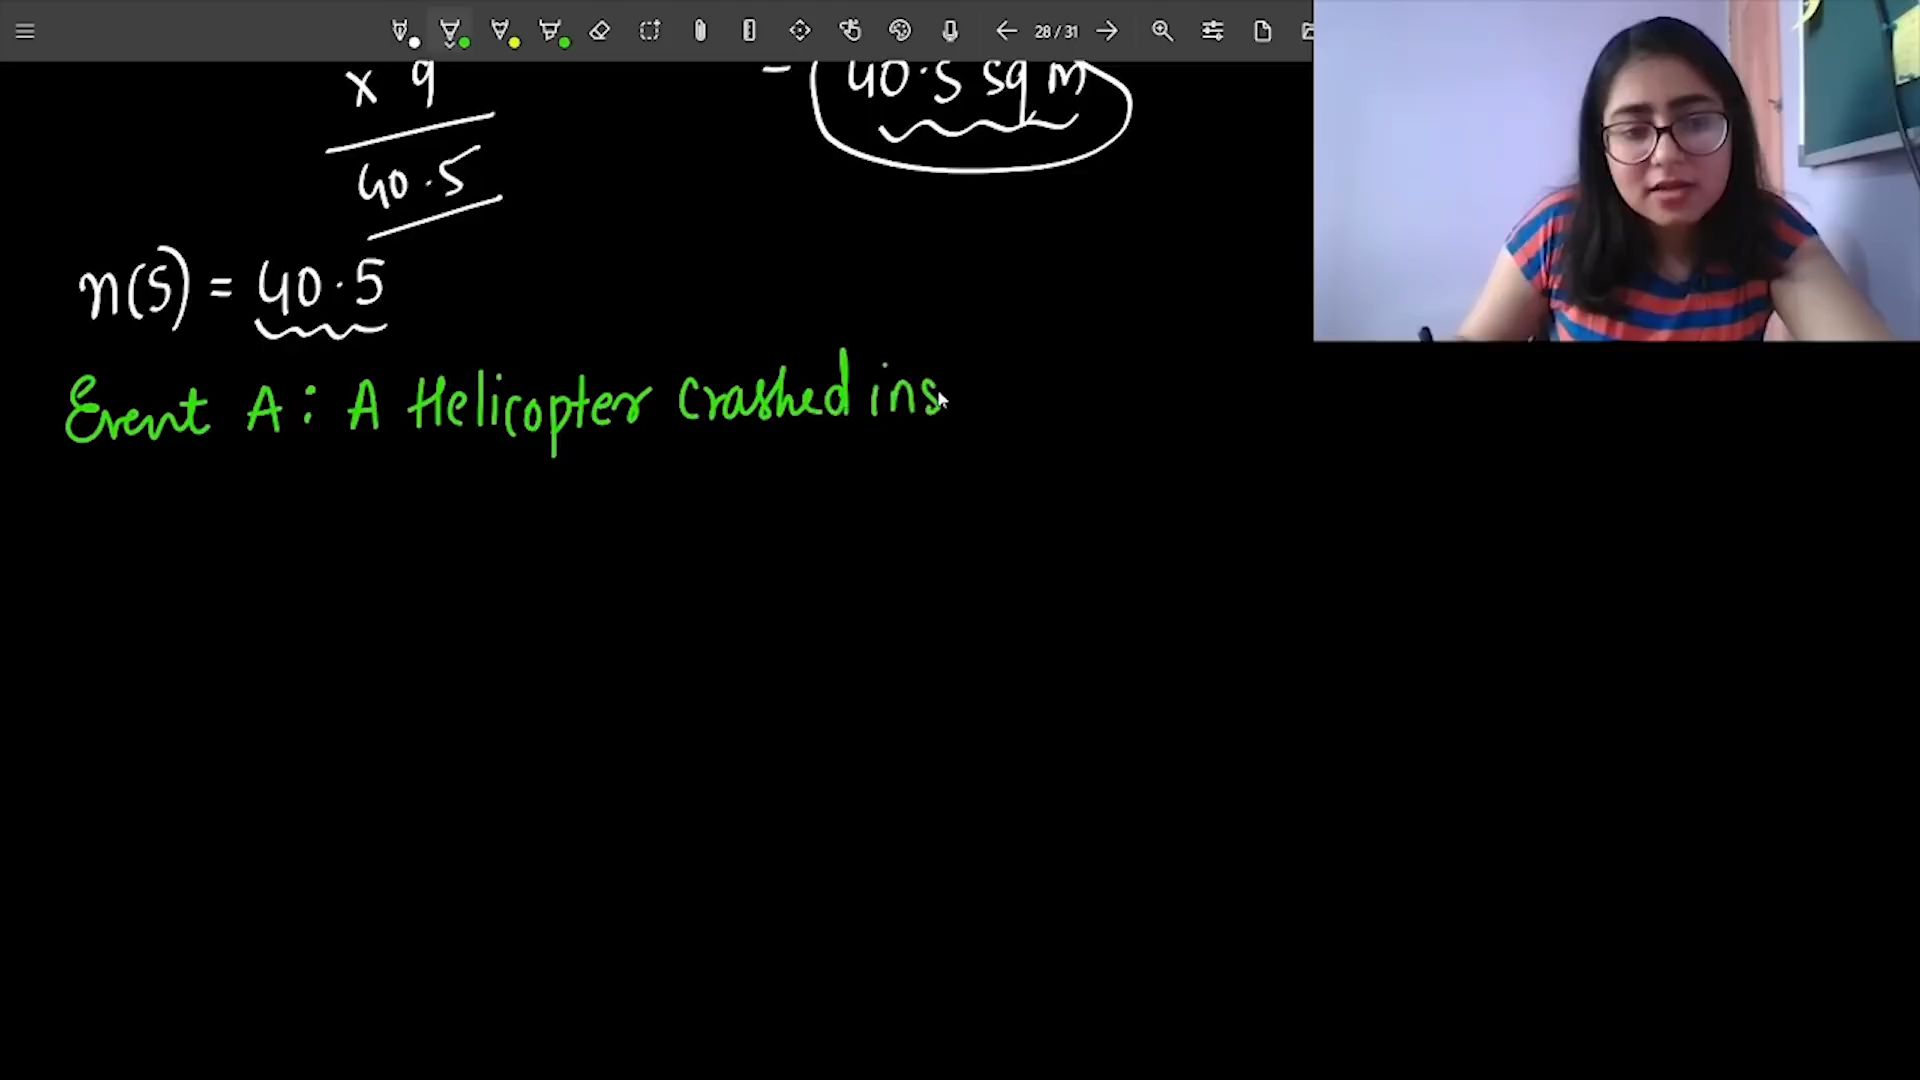 28/31
x 9
- 40.5 sq m
40.5
n(S) = 40.5
Event A: A Helicopter crashed ins